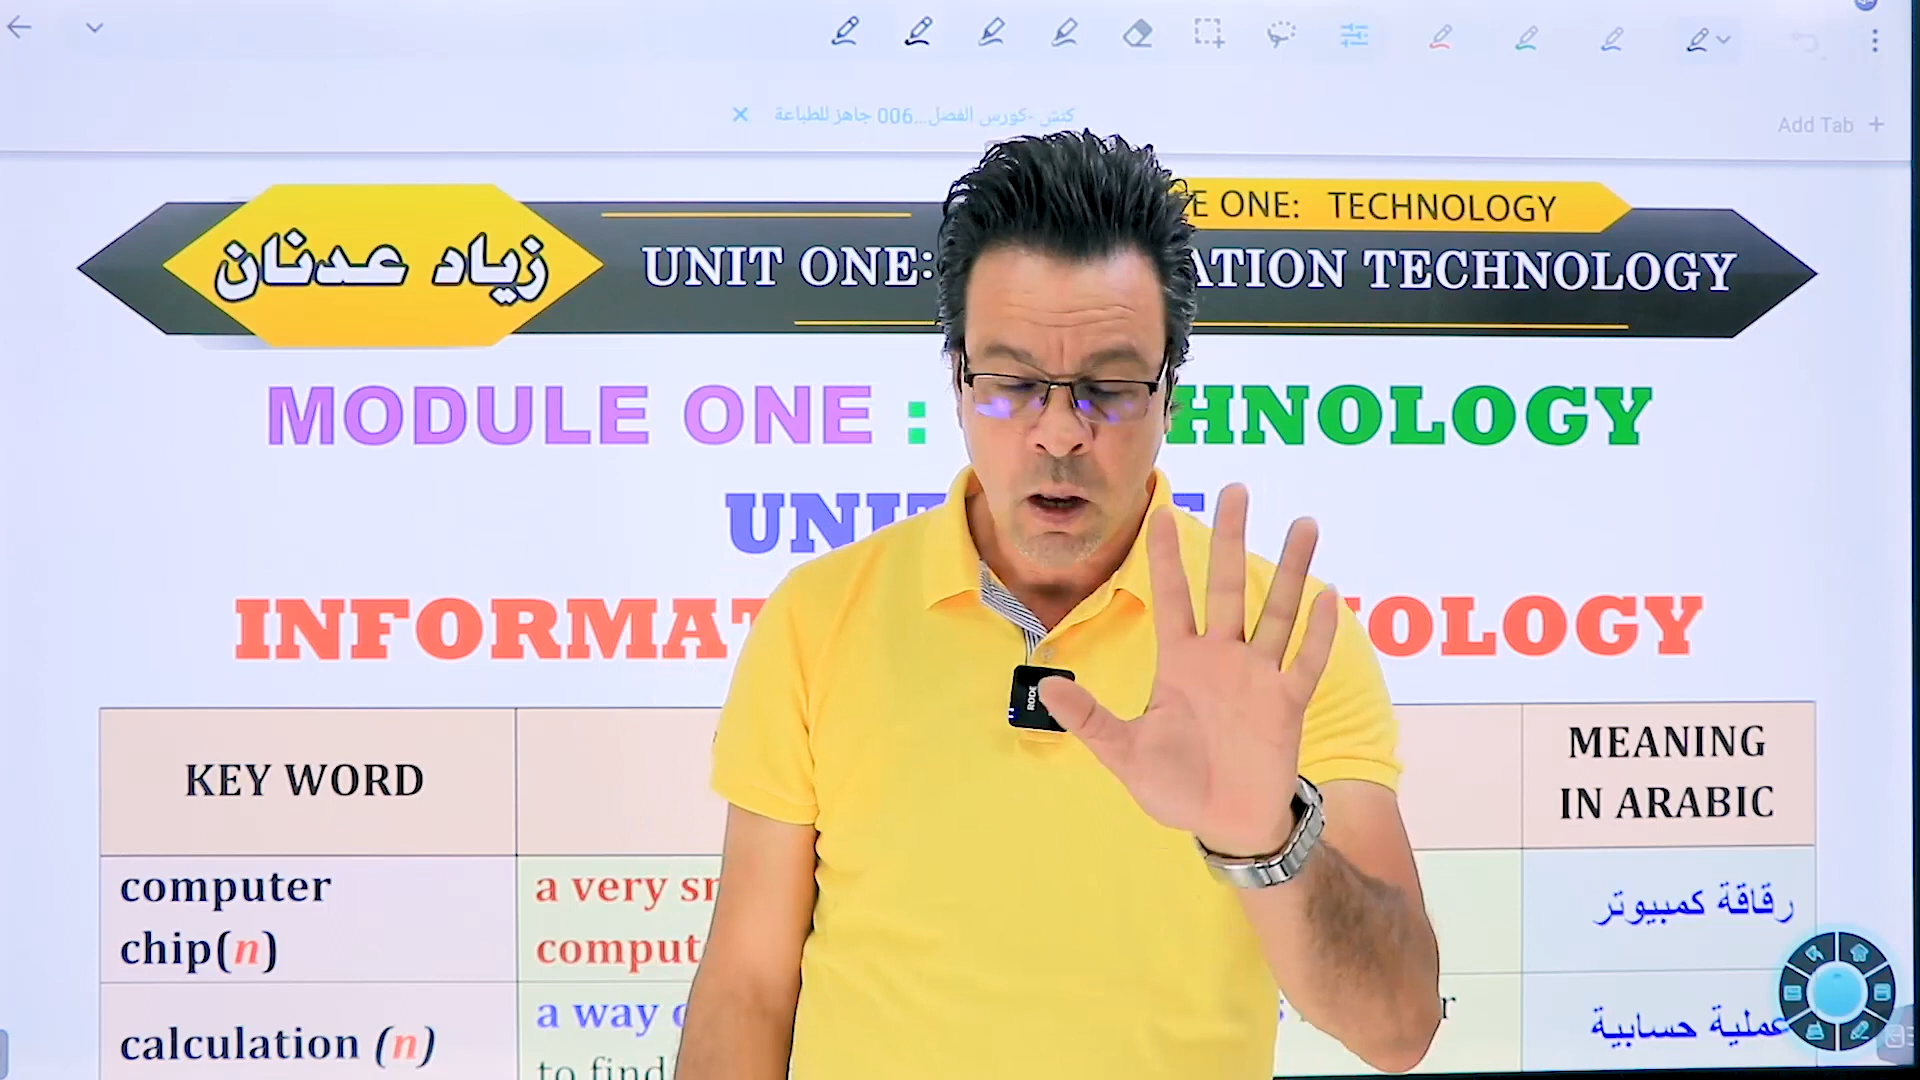 كنش -كورس الفصل...006 جاهز للطباعة
Add Tab +
E ONE: TECHNOLOGY
زياد عدنان
UNIT ONE: ATION TECHNOLOGY
MODULE ONE : HNOLOGY
UNI
INFORMAT OLOGY
KEY WORD
MEANING
IN ARABIC
computer
chip(n)
a very
comput
رقاقة كمبيوتر
calculation (n)
a way
to find
r
عملية حسابية
RODE